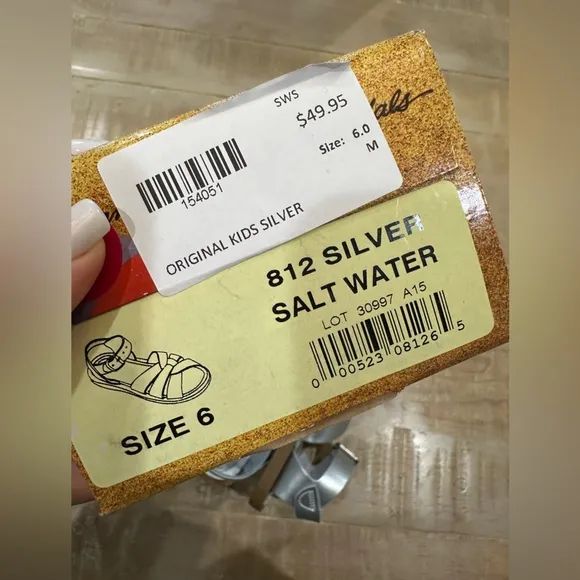 SWS
$49.95
Size: 6.0
M
154051
ORIGINAL KIDS SILVER
812 SILVER
SALT WATER
LOT 30997 A15
0 00523 08126 5
SIZE 6